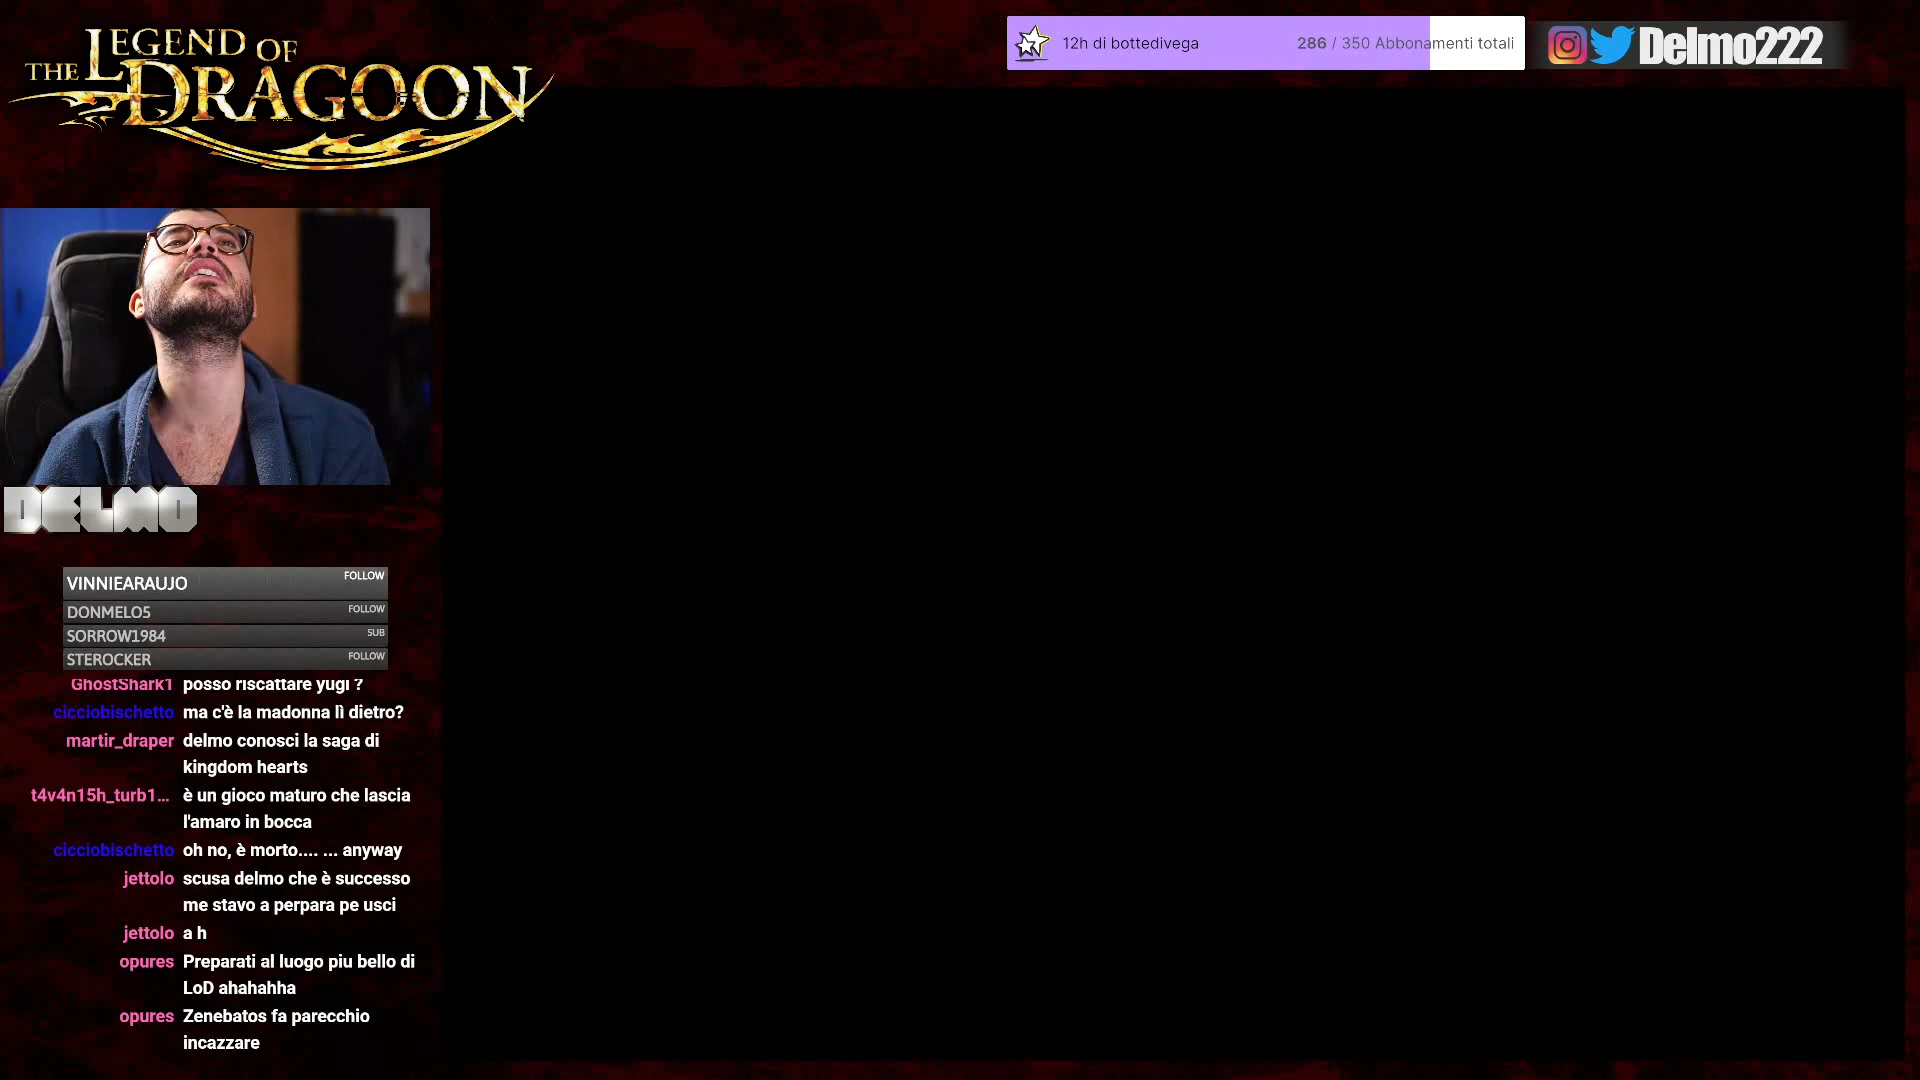 THE LEGEND OF
DRAGOON
12h di bottedivega
286 / 350 Abbonamenti totali
Delmo222
DELMO
VINNIEARAUJO FOLLOW
DONMELO5 FOLLOW
SORROW1984 SUB
STEROCKER FOLLOW
GhostShark1 posso riscattare yugi ?
cicciobischetto ma c'è la madonna lì dietro?
martir_draper delmo conosci la saga di
kingdom hearts
t4v4n15h_turb1... è un gioco maturo che lascia
l'amaro in bocca
cicciobischetto oh no, è morto.... ... anyway
jettolo scusa delmo che è successo
me stavo a perpara pe usci
jettolo a h
opures Preparati al luogo piu bello di
LoD ahahahha
opures Zenebatos fa parecchio
incazzare